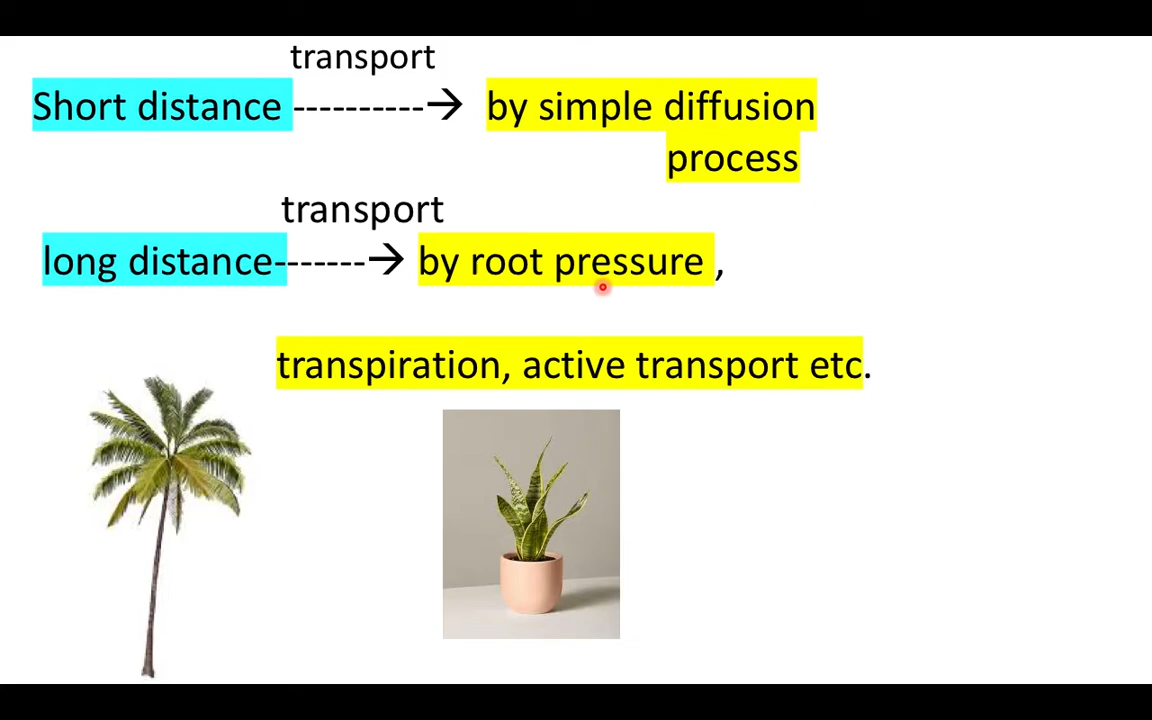 transport
Short distance ----------→ by simple diffusion
process
transport
long distance-------→ by root pressure ,
transpiration, active transport etc.